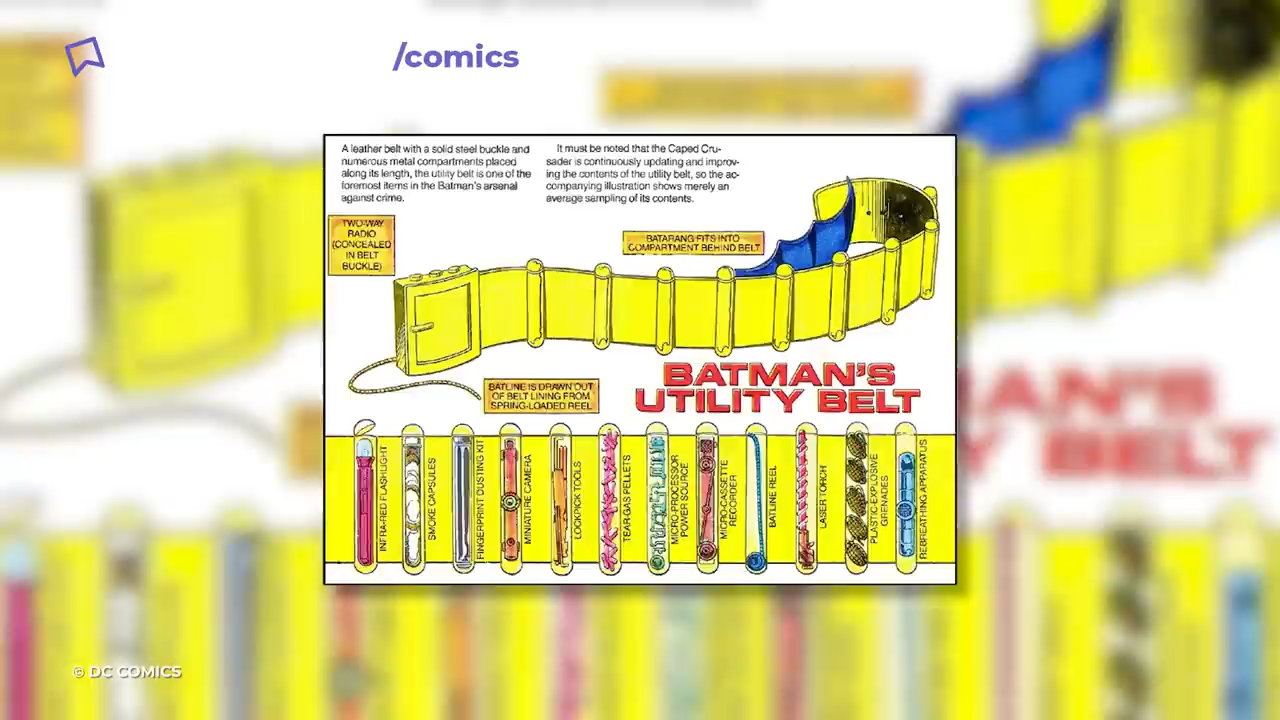 /comics
A leather belt with a solid steel buckle and
numerous metal compartments placed
along its length, the utility belt is one of the
foremost items in the Batman's arsenal
against crime.
It must be noted that the Caped Cru-
sader is continuously updating and improv-
ing the contents of the utility belt, so the ac-
companying illustration shows merely an
average sampling of its contents.
TWO-WAY
RADIO
(CONCEALED
IN BELT
BUCKLE)
BATARANG FITS INTO
COMPARTMENT BEHIND BELT
BATLINE IS DRAWN OUT
OF BELT LINING FROM
SPRING-LOADED REEL
BATMAN'S
UTILITY BELT
INFRA-RED FLASHLIGHT
SMOKE CAPSULES
FINGERPRINT DUSTING KIT
MINIATURE CAMERA
LOCKPICK TOOLS
TEAR-GAS PELLETS
MICRO-PROCESSOR
POWER SOURCE
MICRO-CASSETTE
RECORDER
BATLINE REEL
LASER TORCH
PLASTIC-EXPLOSIVE
GRENADES
REBREATHING APPARATUS
AN'S
Y BELT
© DC COMICS